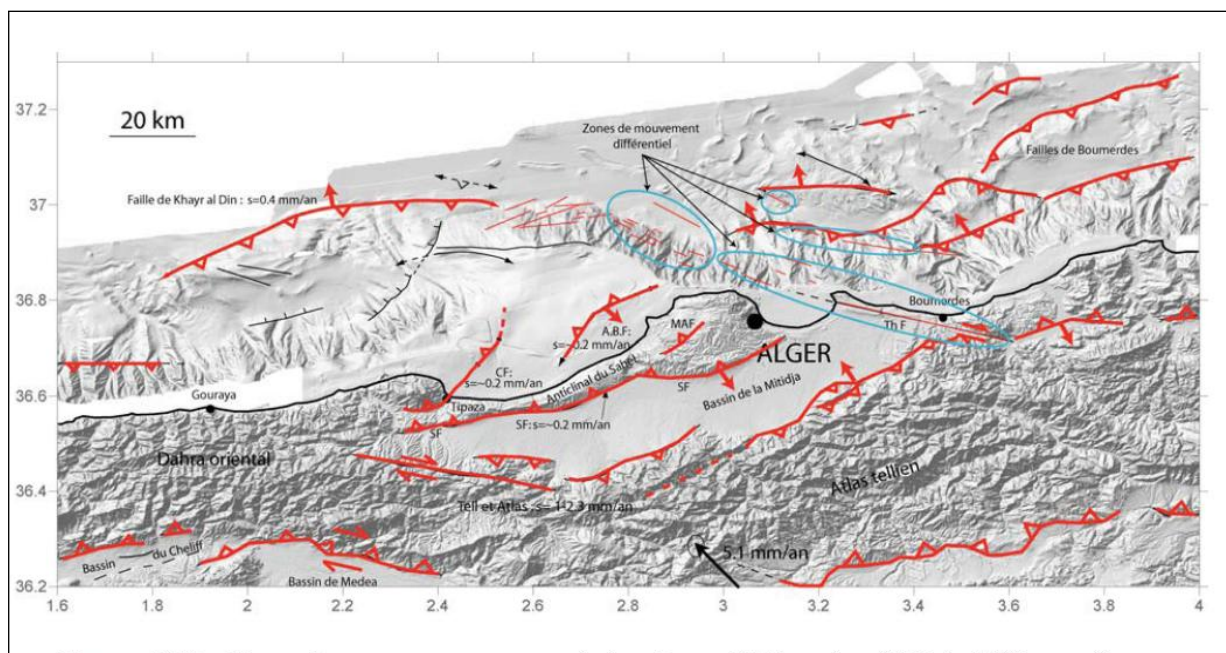 37.2
37
36.8
36.6
36.4
36.2
1.6
1.8
2
2.2
2.4
2.6
2.8
3
3.2
3.4
3.6
3.8
4
20 km
Zones de mouvement
différentiel
Failles de Boumerdes
Faille de Khayr al Din : s=0.4 mm/an
Boumerdes
Th F
A.B.F:
s=~0.2 mm/an
MAF
ALGER
CF:
s=~0.2 mm/an
Anticlinal du Sahel
SF
Bassin de la Mitidja
Gouraya
Tipaza
SF: s=~0.2 mm/an
SF
Dahra oriental
Atlas tellien
Tell et Atlas : s= 1-2.3 mm/an
5.1 mm/an
Bassin du Cheliff
Bassin de Medea